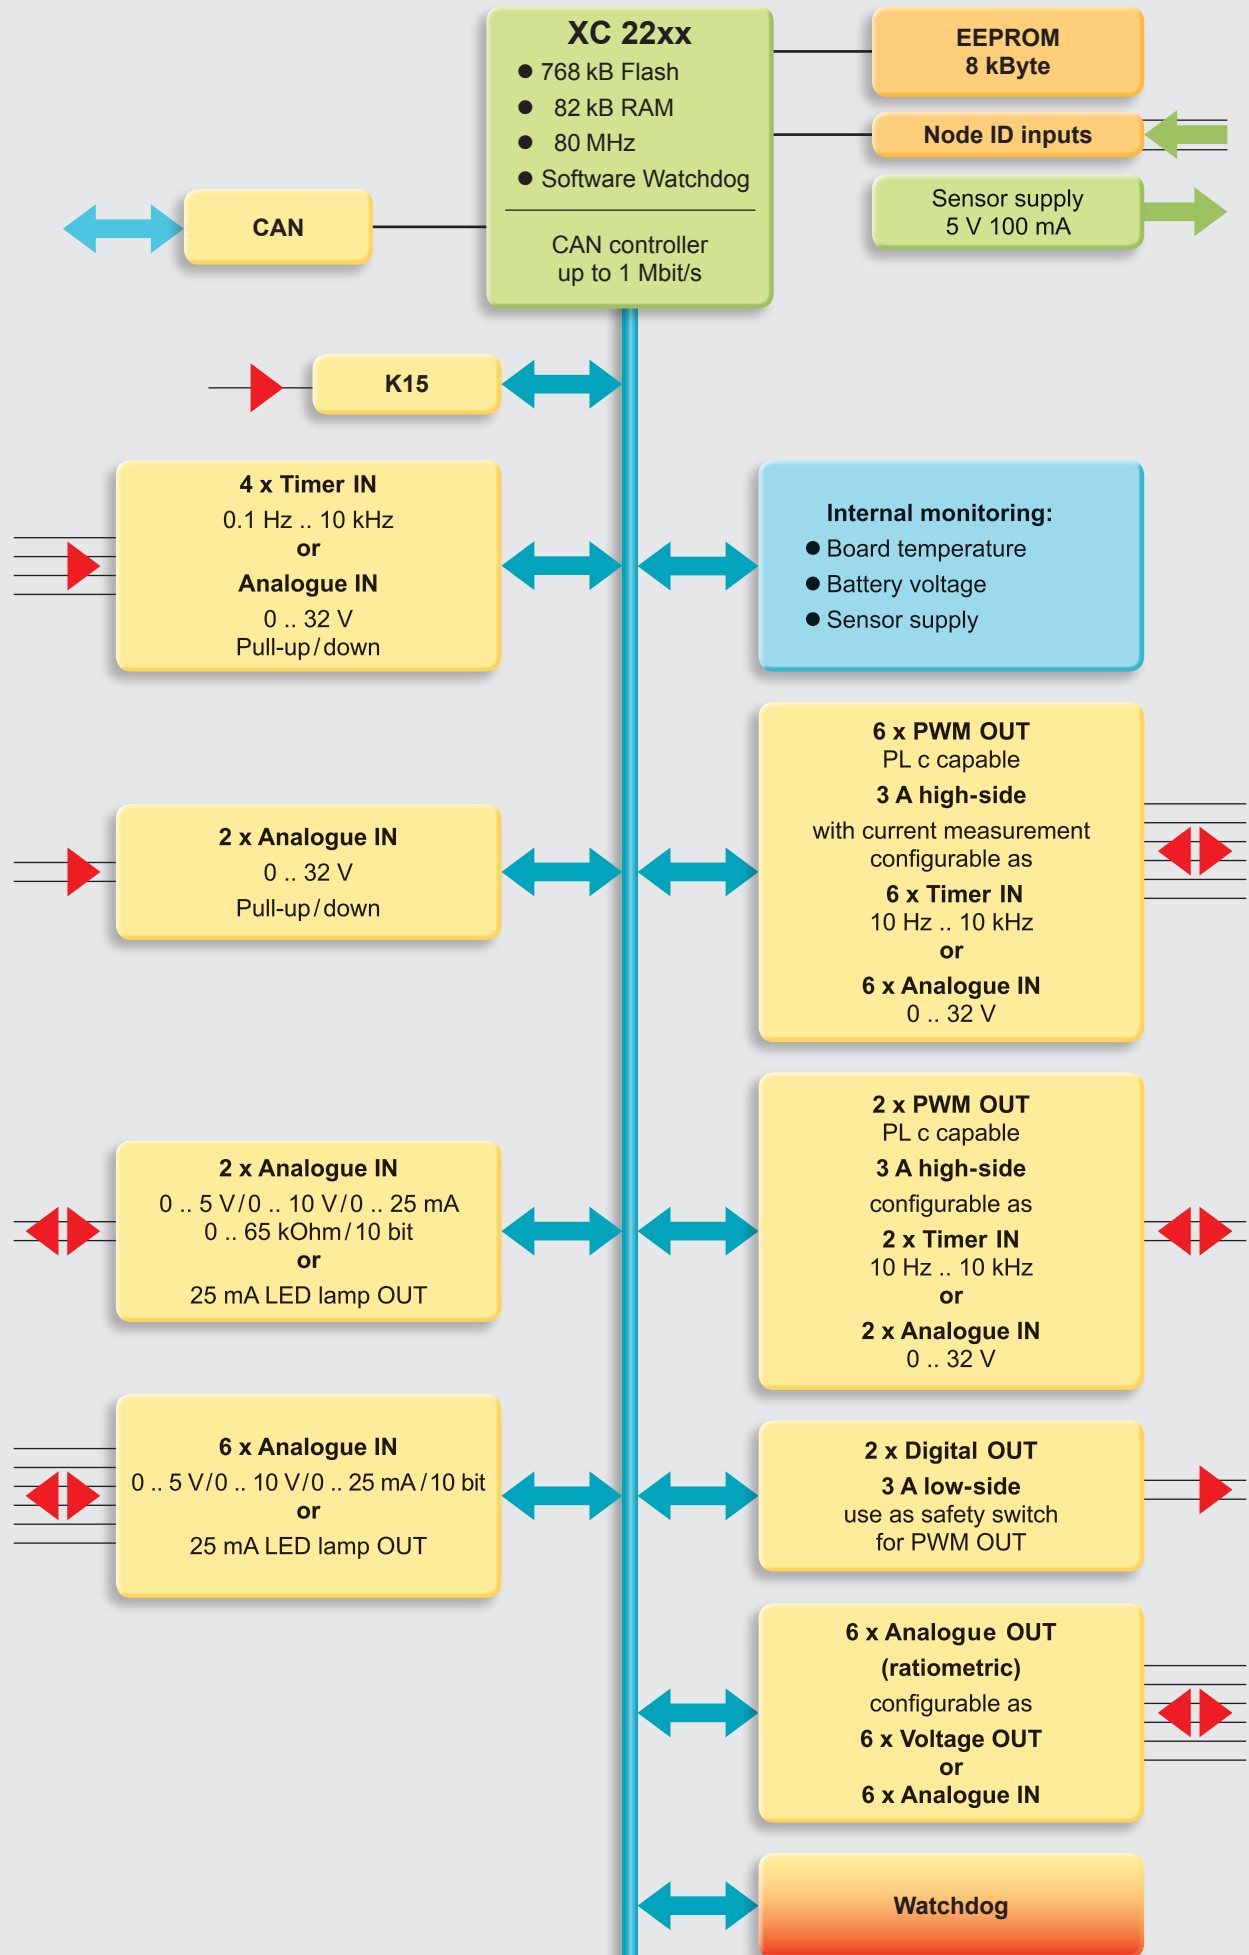 XC 22xx
● 768 kB Flash
● 82 kB RAM
● 80 MHz
● Software Watchdog
CAN controller
up to 1 Mbit/s
EEPROM
8 kByte
Node ID inputs
Sensor supply
5 V 100 mA
CAN
K15
4 x Timer IN
0.1 Hz .. 10 kHz
or
Analogue IN
0 .. 32 V
Pull-up/down
Internal monitoring:
● Board temperature
● Battery voltage
● Sensor supply
2 x Analogue IN
0 .. 32 V
Pull-up/down
6 x PWM OUT
PL c capable
3 A high-side
with current measurement
configurable as
6 x Timer IN
10 Hz .. 10 kHz
or
6 x Analogue IN
0 .. 32 V
2 x Analogue IN
0 .. 5 V/0 .. 10 V/0 .. 25 mA
0 .. 65 kOhm/10 bit
or
25 mA LED lamp OUT
2 x PWM OUT
PL c capable
3 A high-side
configurable as
2 x Timer IN
10 Hz .. 10 kHz
or
2 x Analogue IN
0 .. 32 V
6 x Analogue IN
0 .. 5 V/0 .. 10 V/0 .. 25 mA/10 bit
or
25 mA LED lamp OUT
2 x Digital OUT
3 A low-side
use as safety switch
for PWM OUT
6 x Analogue OUT
(ratiometric)
configurable as
6 x Voltage OUT
or
6 x Analogue IN
Watchdog